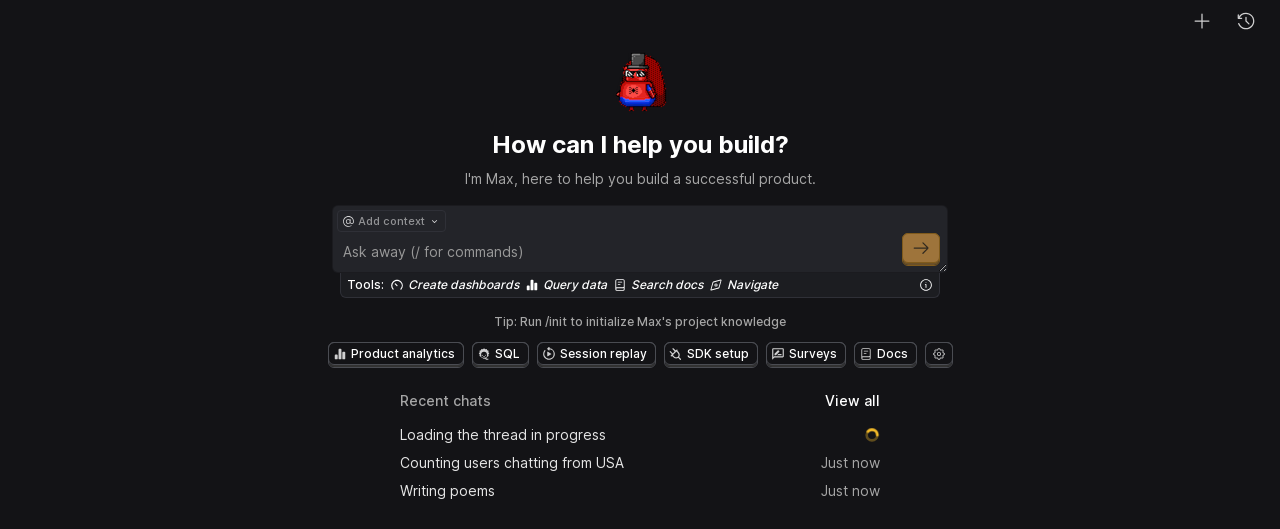 How can I help you build?
I'm Max, here to help you build a successful product.
@ Add context
Ask away (/ for commands)
Tools: Create dashboards Query data Search docs Navigate
Tip: Run /init to initialize Max's project knowledge
Product analytics SQL Session replay SDK setup Surveys Docs
Recent chats View all
Loading the thread in progress
Counting users chatting from USA Just now
Writing poems Just now